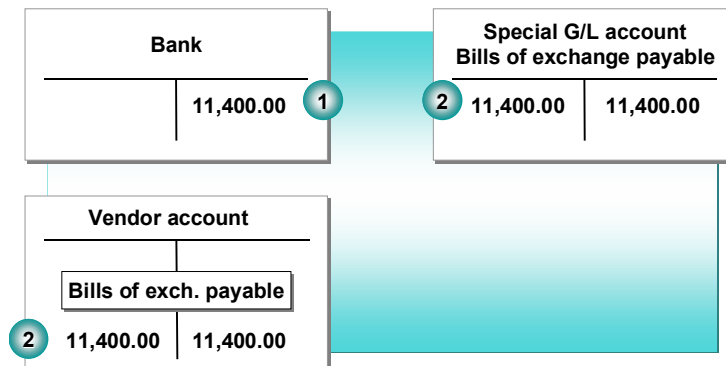 Bank
11,400.00 1
Special G/L account
Bills of exchange payable
2 11,400.00 11,400.00
Vendor account
Bills of exch. payable
2 11,400.00 11,400.00